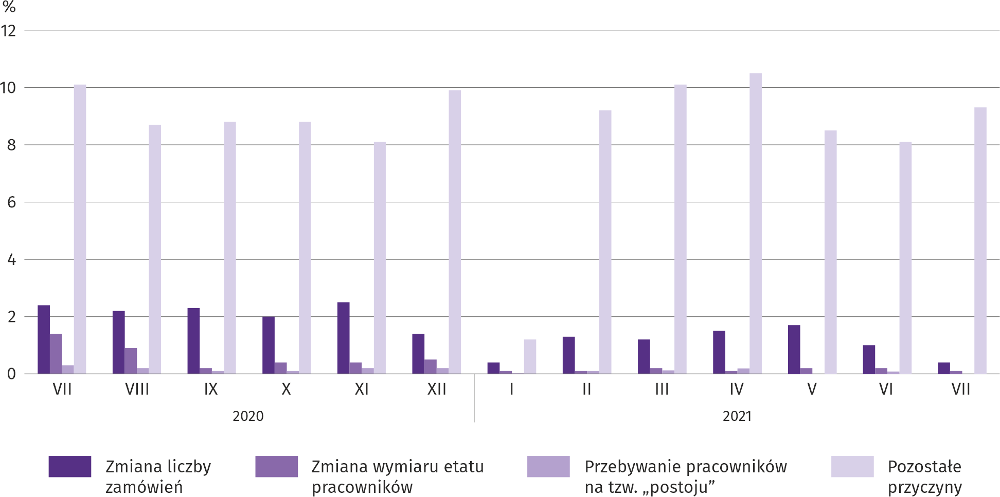 %
12
10
8
6
4
2
0
VII VIII IX X XI XII I II III IV V VI VII
2020 2021
Zmiana liczby zamówień
Zmiana wymiaru etatu pracowników
Przebywanie pracowników na tzw. „postoju”
Pozostałe przyczyny